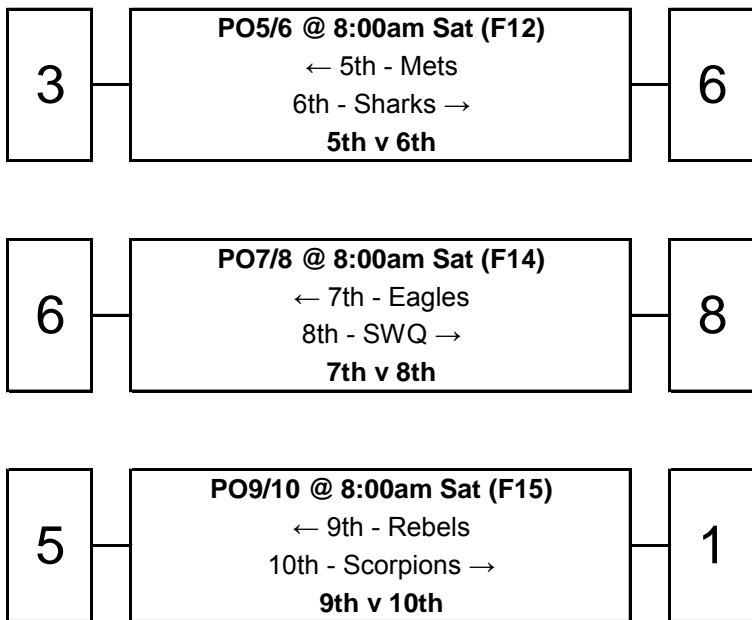 PO5/6 @ 8:00am Sat (F12)
← 5th - Mets
3
6
6th - Sharks →
5th v 6th
PO7/8 @ 8:00am Sat (F14)
← 7th - Eagles
6
8
8th - SWQ →
7th v 8th
PO9/10 @ 8:00am Sat (F15)
← 9th - Rebels
5
1
10th - Scorpions →
9th v 10th